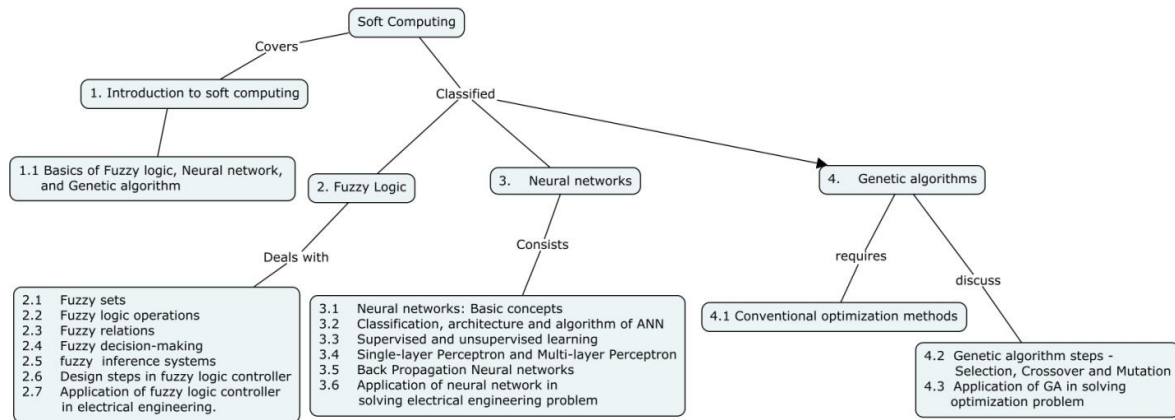 Soft Computing
Covers
1. Introduction to soft computing
Classified
1.1 Basics of Fuzzy logic, Neural network,
and Genetic algorithm
2. Fuzzy Logic
3. Neural networks
4. Genetic algorithms
Deals with
Consists
requires
discuss
2.1 Fuzzy sets
2.2 Fuzzy logic operations
2.3 Fuzzy relations
2.4 Fuzzy decision-making
2.5 fuzzy inference systems
2.6 Design steps in fuzzy logic controller
2.7 Application of fuzzy logic controller
in electrical engineering.
3.1 Neural networks: Basic concepts
3.2 Classification, architecture and algorithm of ANN
3.3 Supervised and unsupervised learning
3.4 Single-layer Perceptron and Multi-layer Perceptron
3.5 Back Propagation Neural networks
3.6 Application of neural network in
solving electrical engineering problem
4.1 Conventional optimization methods
4.2 Genetic algorithm steps -
Selection, Crossover and Mutation
4.3 Application of GA in solving
optimization problem